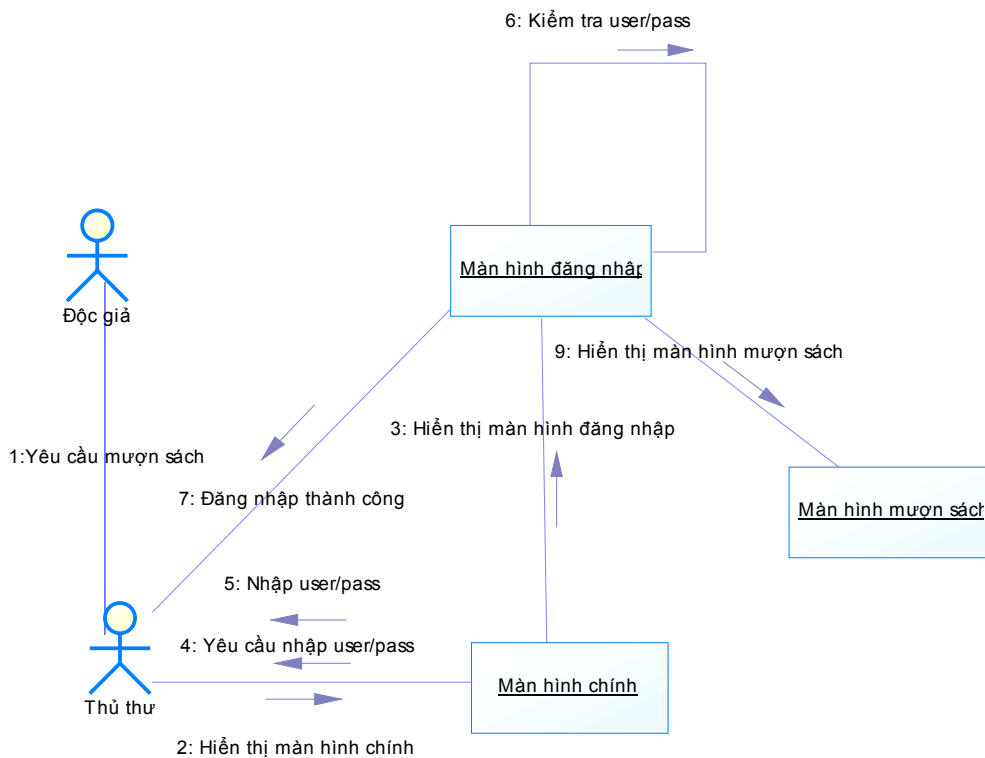 6: Kiểm tra user/pass
Màn hình đăng nhập
Độc giả
9: Hiển thị màn hình mượn sách
3: Hiển thị màn hình đăng nhập
1:Yêu cầu mượn sách
7: Đăng nhập thành công
Màn hình mượn sách
5: Nhập user/pass
4: Yêu cầu nhập user/pass
Màn hình chính
Thủ thư
2: Hiển thị màn hình chính